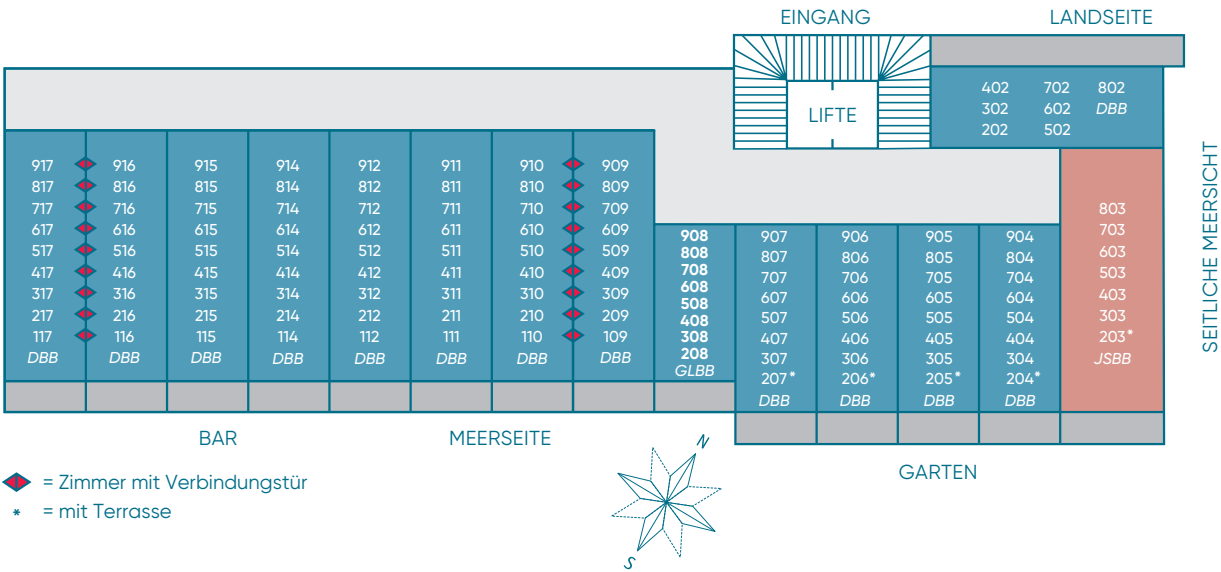 EINGANG
LANDSEITE
LIFTE
402 702 802
302 602 DBB
202 502
SEITLICHE MEERSICHT
917 916 915 914 912 911 910 909
817 816 815 814 812 811 810 809
717 716 715 714 712 711 710 709
617 616 615 614 612 611 610 609
517 516 515 514 512 511 510 509
417 416 415 414 412 411 410 409
317 316 315 314 312 311 310 309
217 216 215 214 212 211 210 209
117 116 115 114 112 111 110 109
DBB DBB DBB DBB DBB DBB DBB DBB
908
808
708
608
508
408
308
208
GLBB
907 906 905 904
807 806 805 804
707 706 705 704
607 606 605 604
507 506 505 504
407 406 405 404
307 306 305 304
207* 206* 205* 204*
DBB DBB DBB DBB
803
703
603
503
403
303
203*
JSBB
BAR
MEERSEITE
GARTEN
N
S
= Zimmer mit Verbindungstür
* = mit Terrasse